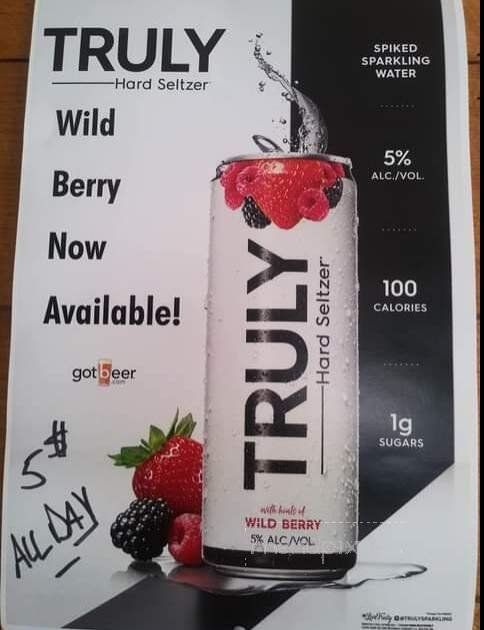 TRULY
Hard Seltzer
Wild
Berry
Now
Available!
gotbeer
.com
5#
ALL DAY
SPIKED
SPARKLING
WATER
5%
ALC./VOL.
100
CALORIES
1g
SUGARS
TRULY
Hard Seltzer
with hints of
WILD BERRY
5% ALC./VOL.
@TRULYSPARKLING